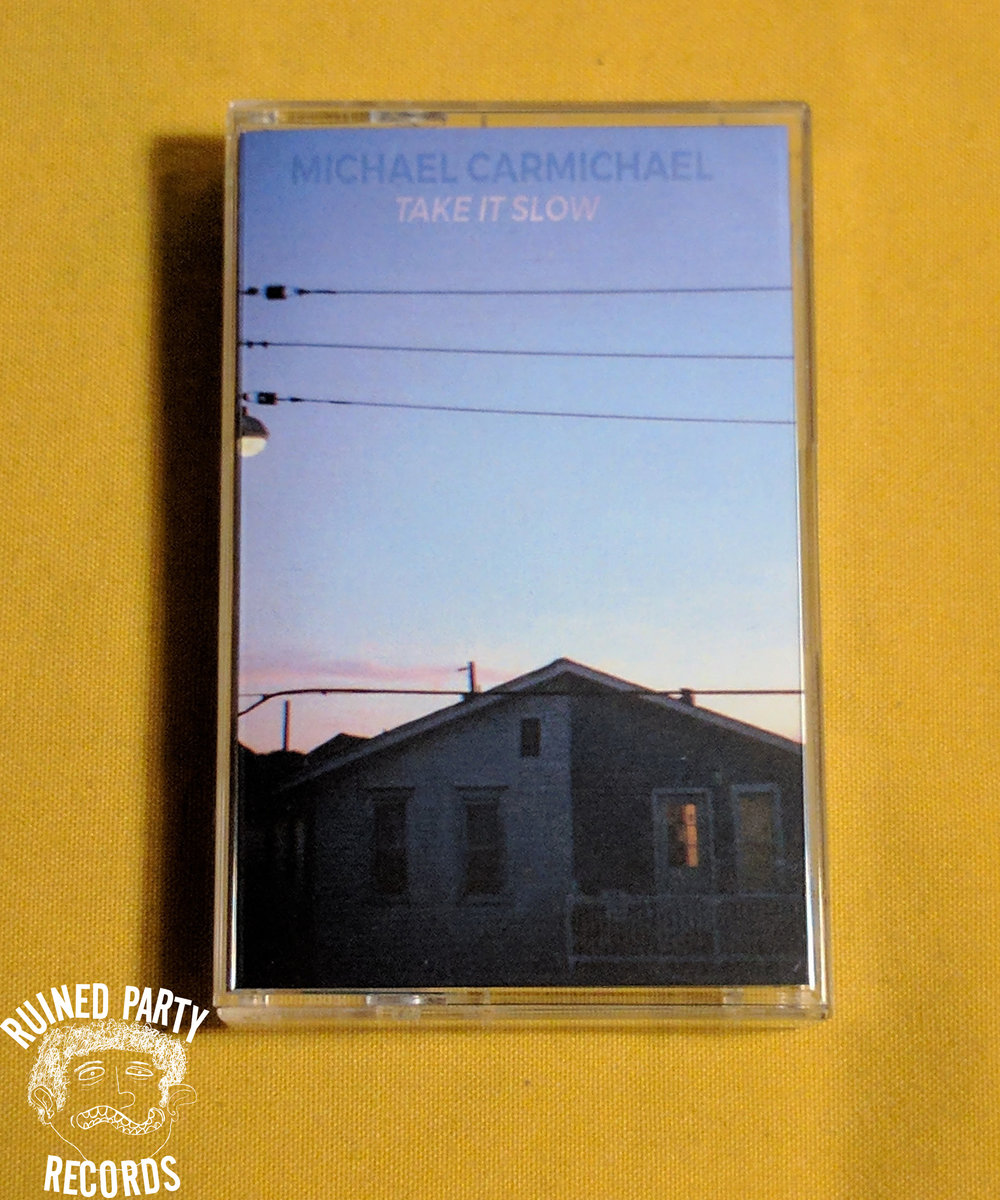 MICHAEL CARMICHAEL
TAKE IT SLOW
RUINED PARTY
RECORDS